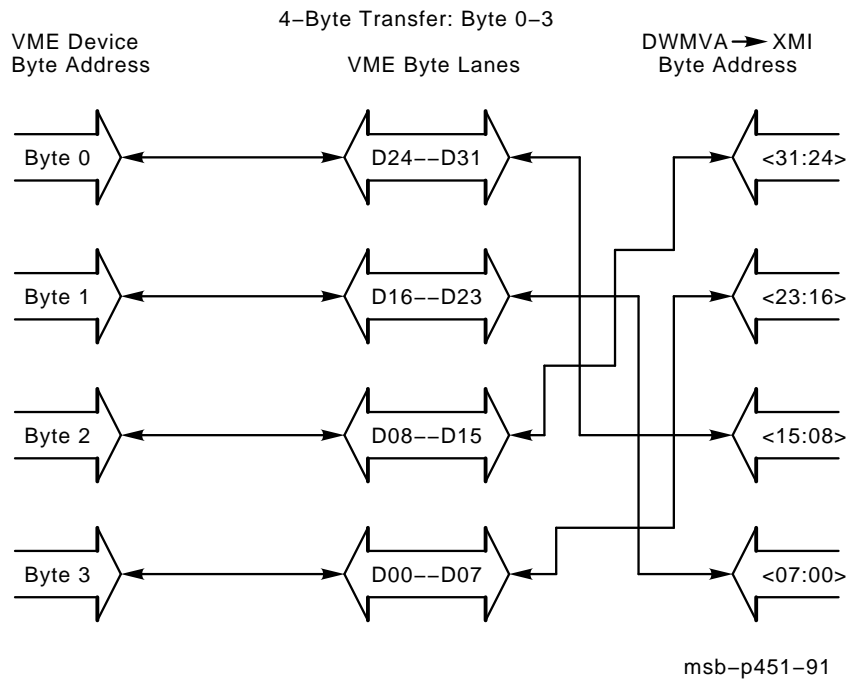 4–Byte Transfer: Byte 0–3
VME Device
Byte Address
VME Byte Lanes
DWMVA XMI
Byte Address
Byte 0
D24––D31
<31:24>
Byte 1
D16––D23
<23:16>
Byte 2
D08––D15
<15:08>
Byte 3
D00––D07
<07:00>
msb–p451–91